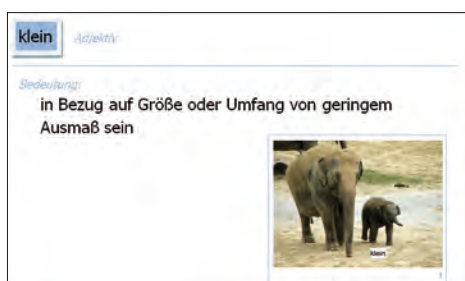 klein Adjektiv
Bedeutung:
in Bezug auf Größe oder Umfang von geringem
Ausmaß sein
klein